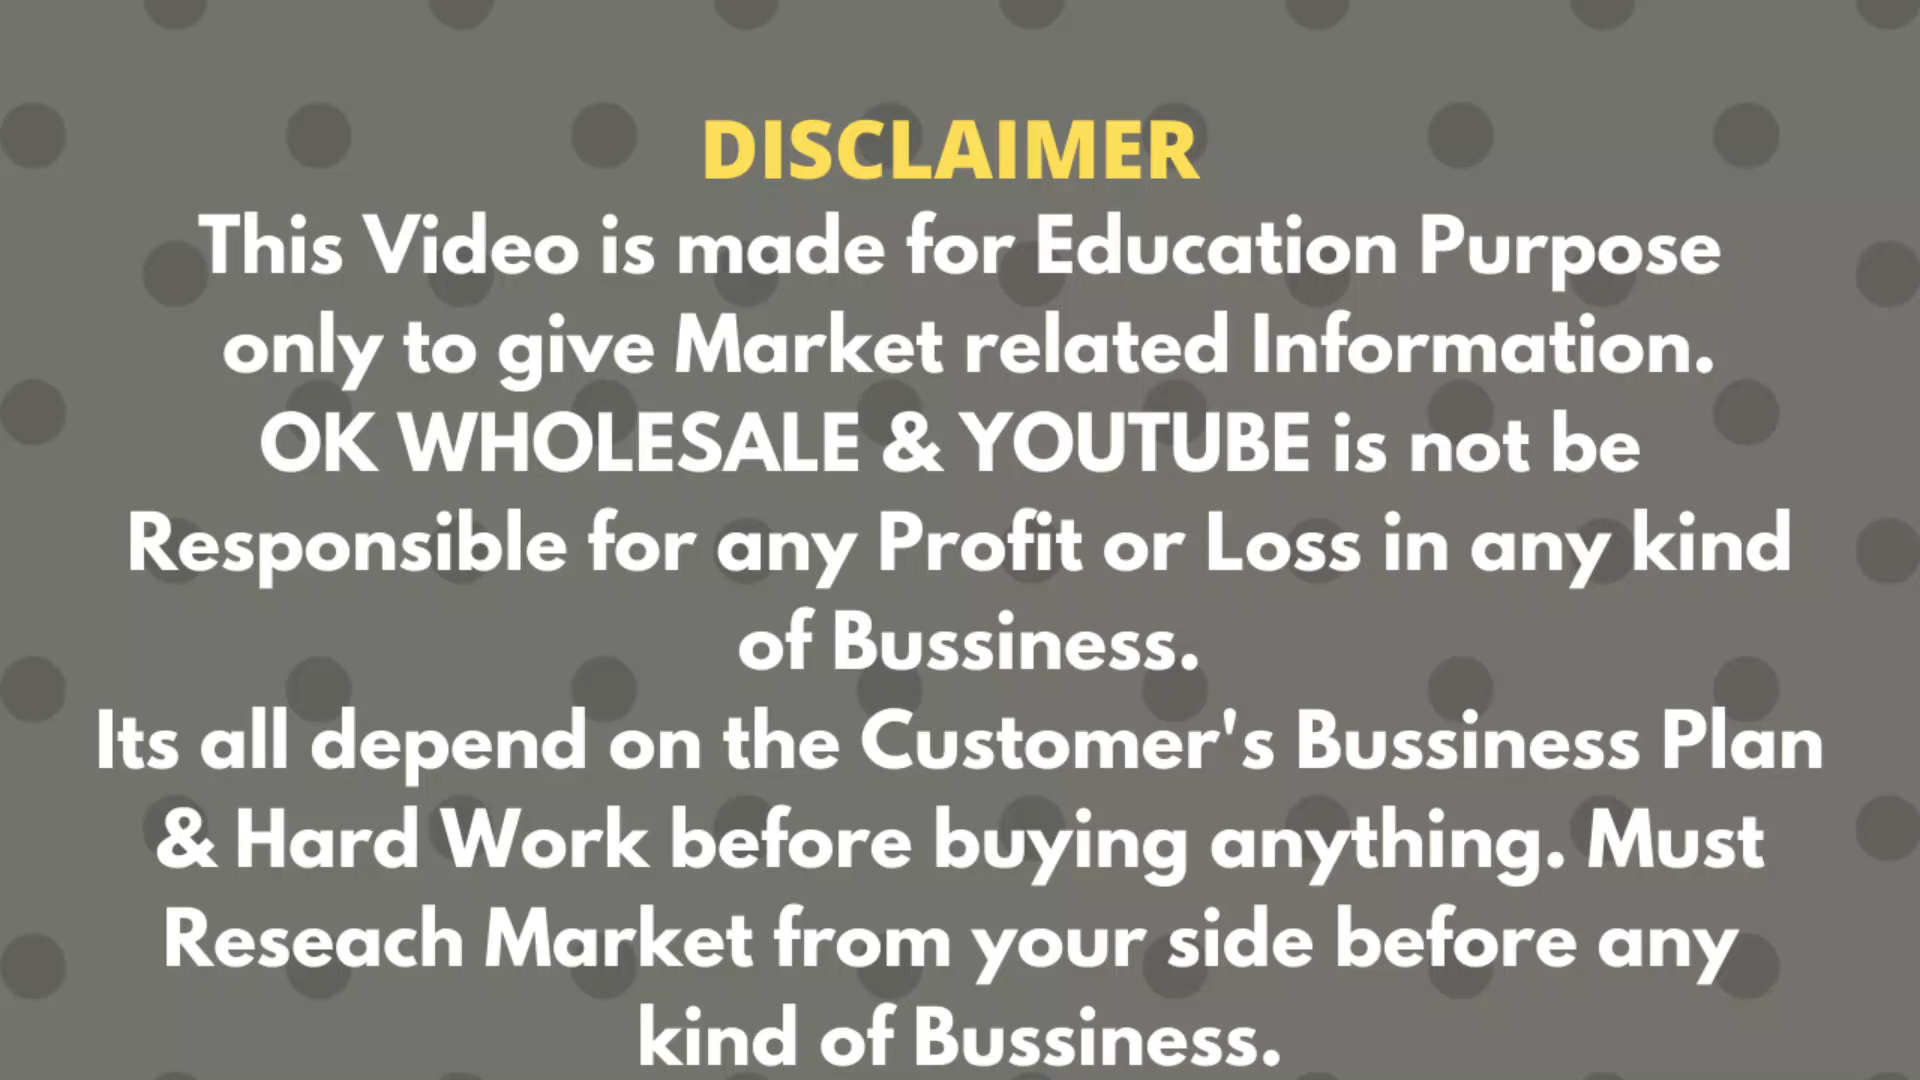 DISCLAIMER
This Video is made for Education Purpose
only to give Market related Information.
OK WHOLESALE & YOUTUBE is not be
Responsible for any Profit or Loss in any kind
of Bussiness.
Its all depend on the Customer's Bussiness Plan
& Hard Work before buying anything. Must
Reseach Market from your side before any
kind of Bussiness.